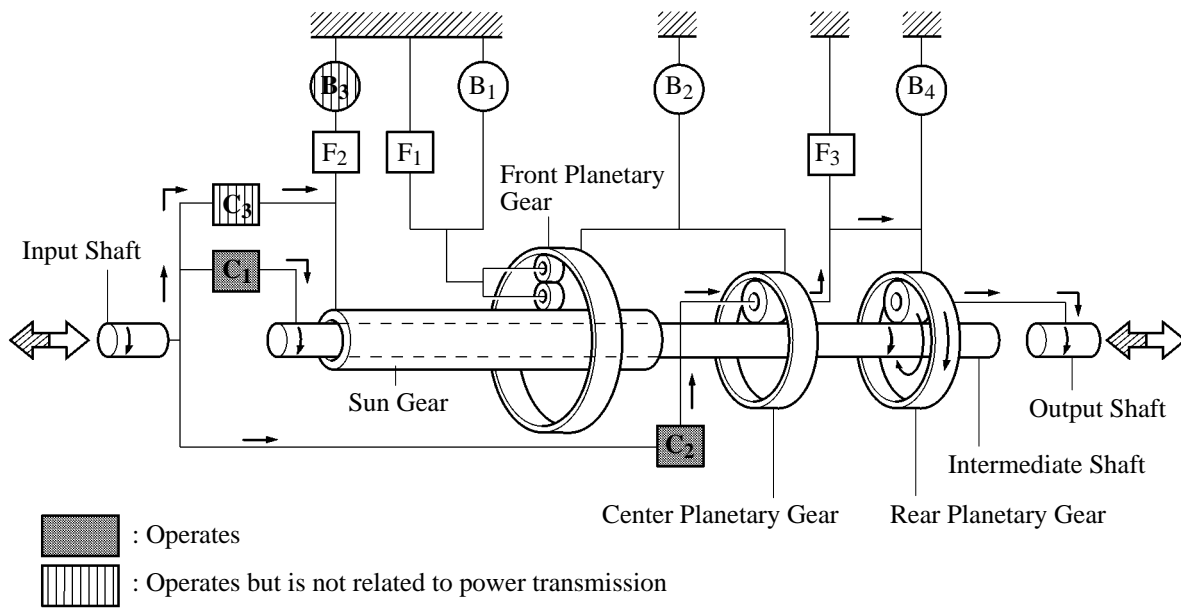 B3
B1
B2
B4
F2
F1
F3
Front Planetary
Gear
C3
Input Shaft
C1
Sun Gear
C2
Output Shaft
Intermediate Shaft
Center Planetary Gear
Rear Planetary Gear
: Operates
: Operates but is not related to power transmission